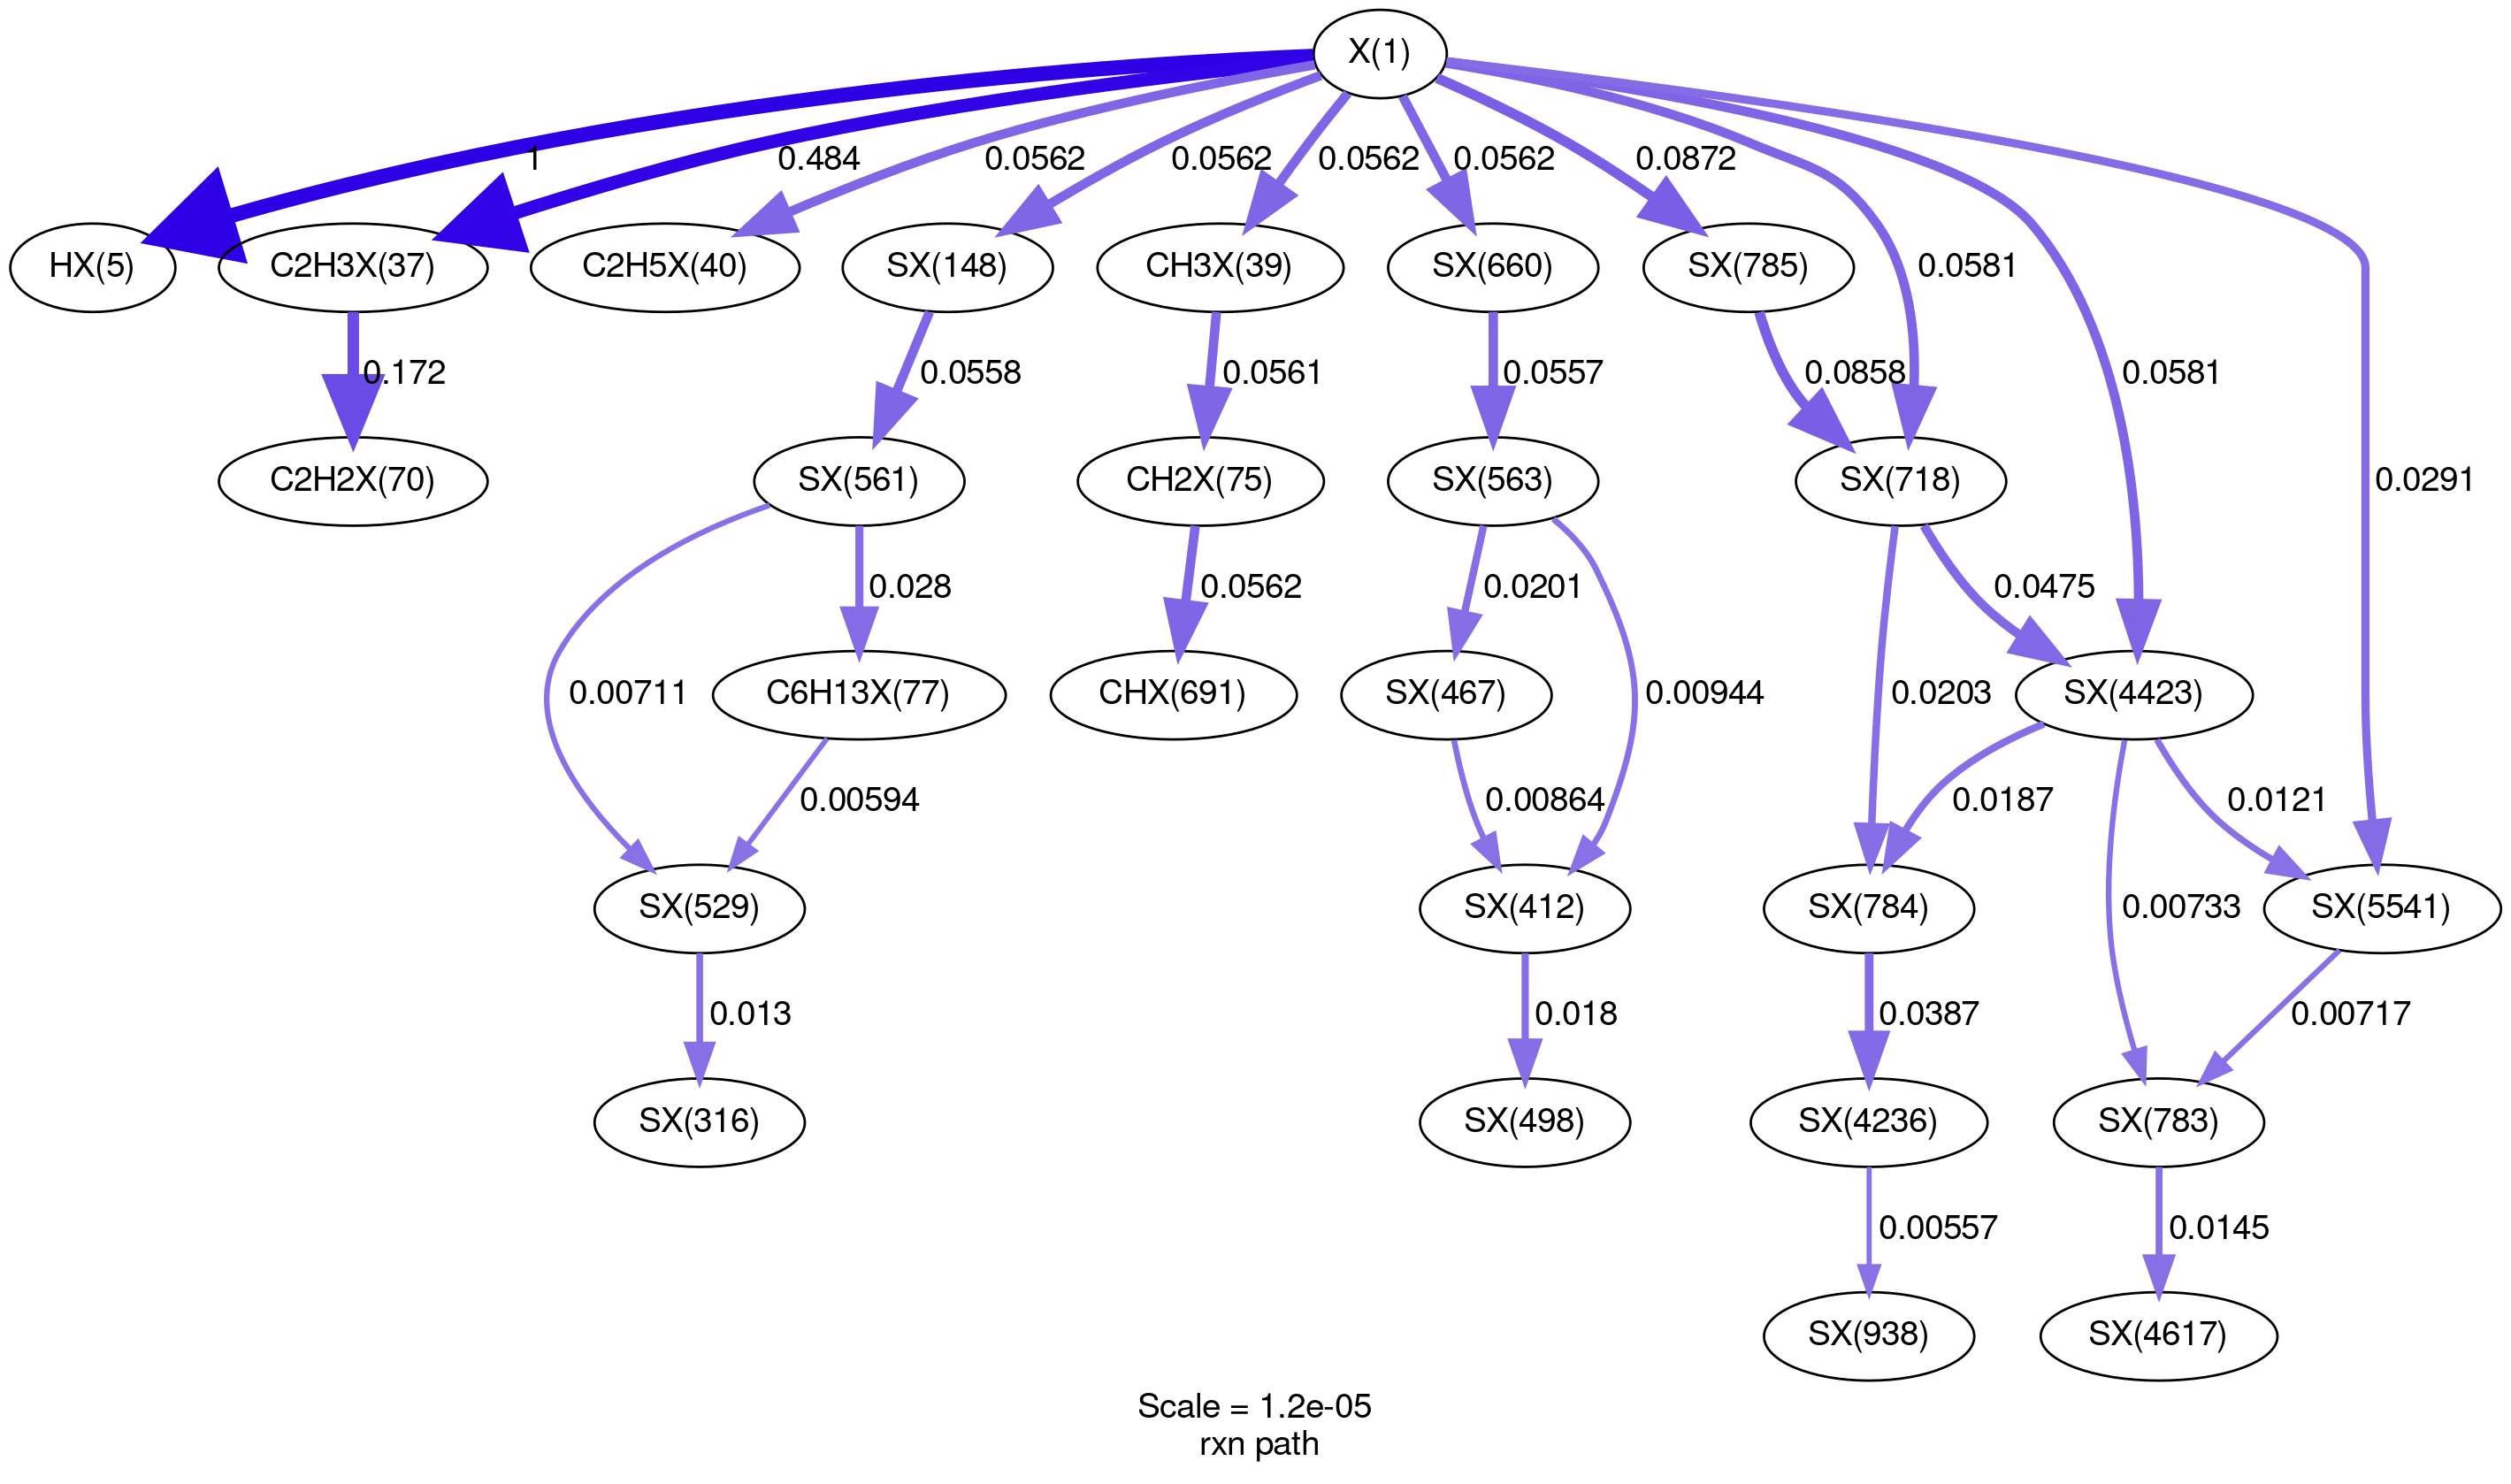 X(1)
1
0.484
0.0562
0.0562
0.0562
0.0562
0.0872
HX(5)
C2H3X(37)
C2H5X(40)
SX(148)
CH3X(39)
SX(660)
SX(785)
0.0581
0.172
0.0558
0.0561
0.0557
0.0858
0.0581
C2H2X(70)
SX(561)
CH2X(75)
SX(563)
SX(718)
0.0291
0.028
0.0562
0.0201
0.0475
0.00711
C6H13X(77)
CHX(691)
SX(467)
0.00944
0.0203
SX(4423)
0.00594
0.00864
0.0187
0.0121
SX(529)
SX(412)
SX(784)
0.00733
SX(5541)
0.013
0.018
0.0387
0.00717
SX(316)
SX(498)
SX(4236)
SX(783)
0.00557
0.0145
SX(938)
SX(4617)
Scale = 1.2e-05
rxn path